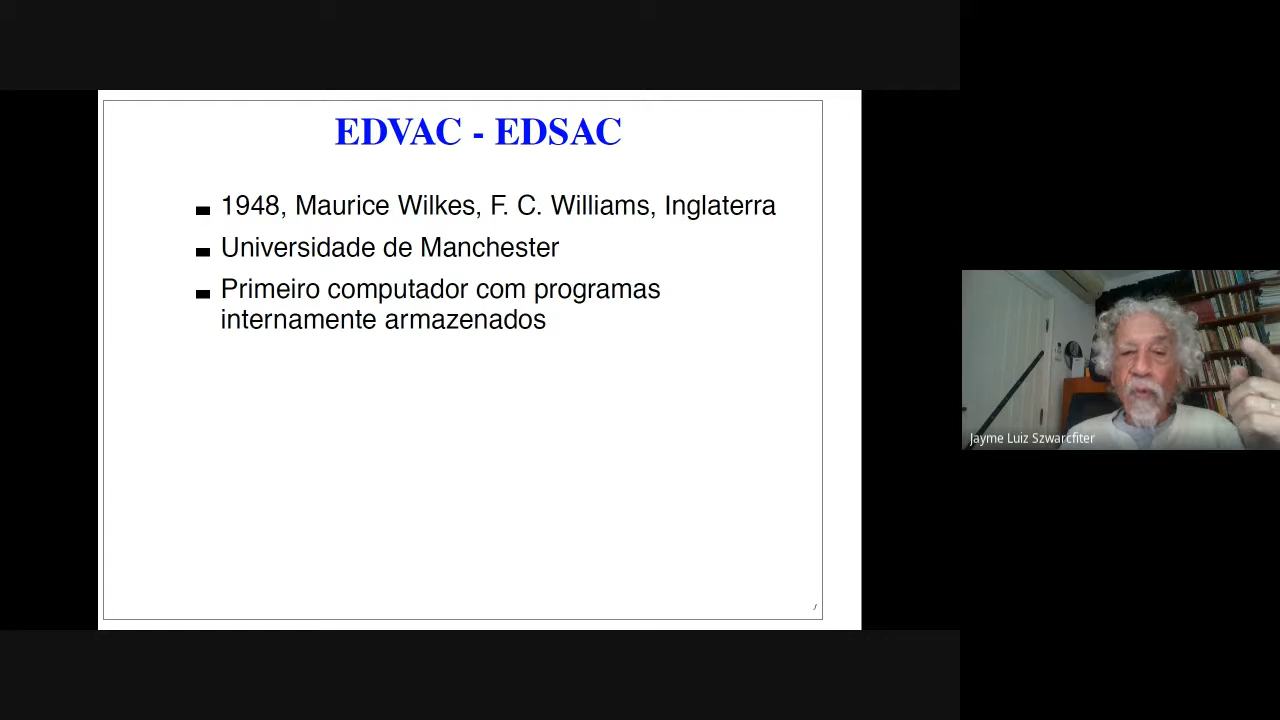 EDVAC - EDSAC
1948, Maurice Wilkes, F. C. Williams, Inglaterra
Universidade de Manchester
Primeiro computador com programas
internamente armazenados
Jayme Luiz Szwarcfiter